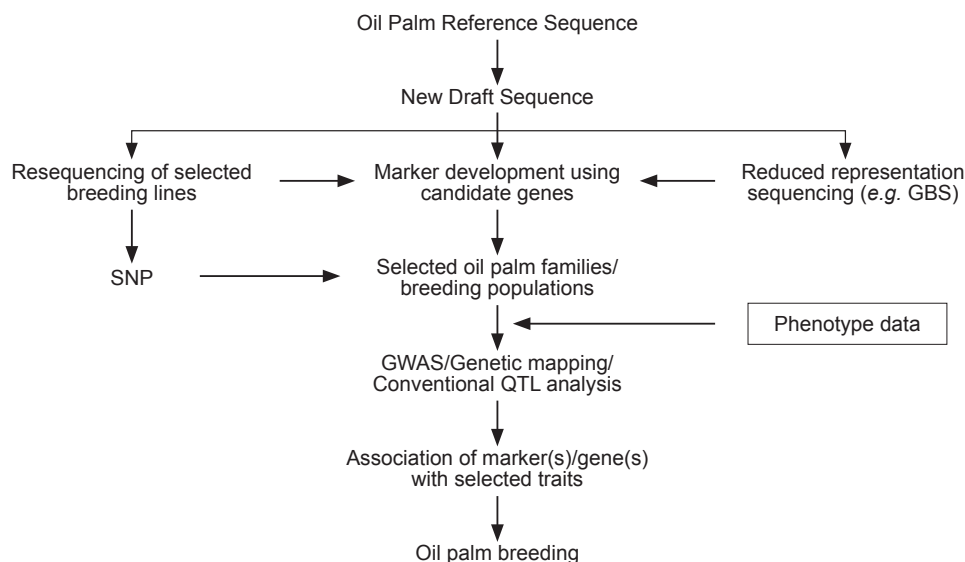 Oil Palm Reference Sequence
New Draft Sequence
Resequencing of selected
breeding lines
Marker development using
candidate genes
Reduced representation
sequencing (e.g. GBS)
SNP
Selected oil palm families/
breeding populations
Phenotype data
GWAS/Genetic mapping/
Conventional QTL analysis
Association of marker(s)/gene(s)
with selected traits
Oil palm breeding